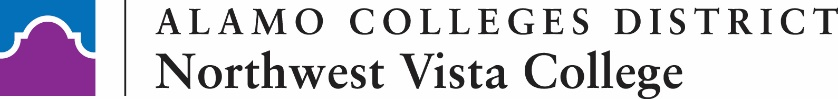 ALAMO COLLEGES DISTRICT
Northwest Vista College